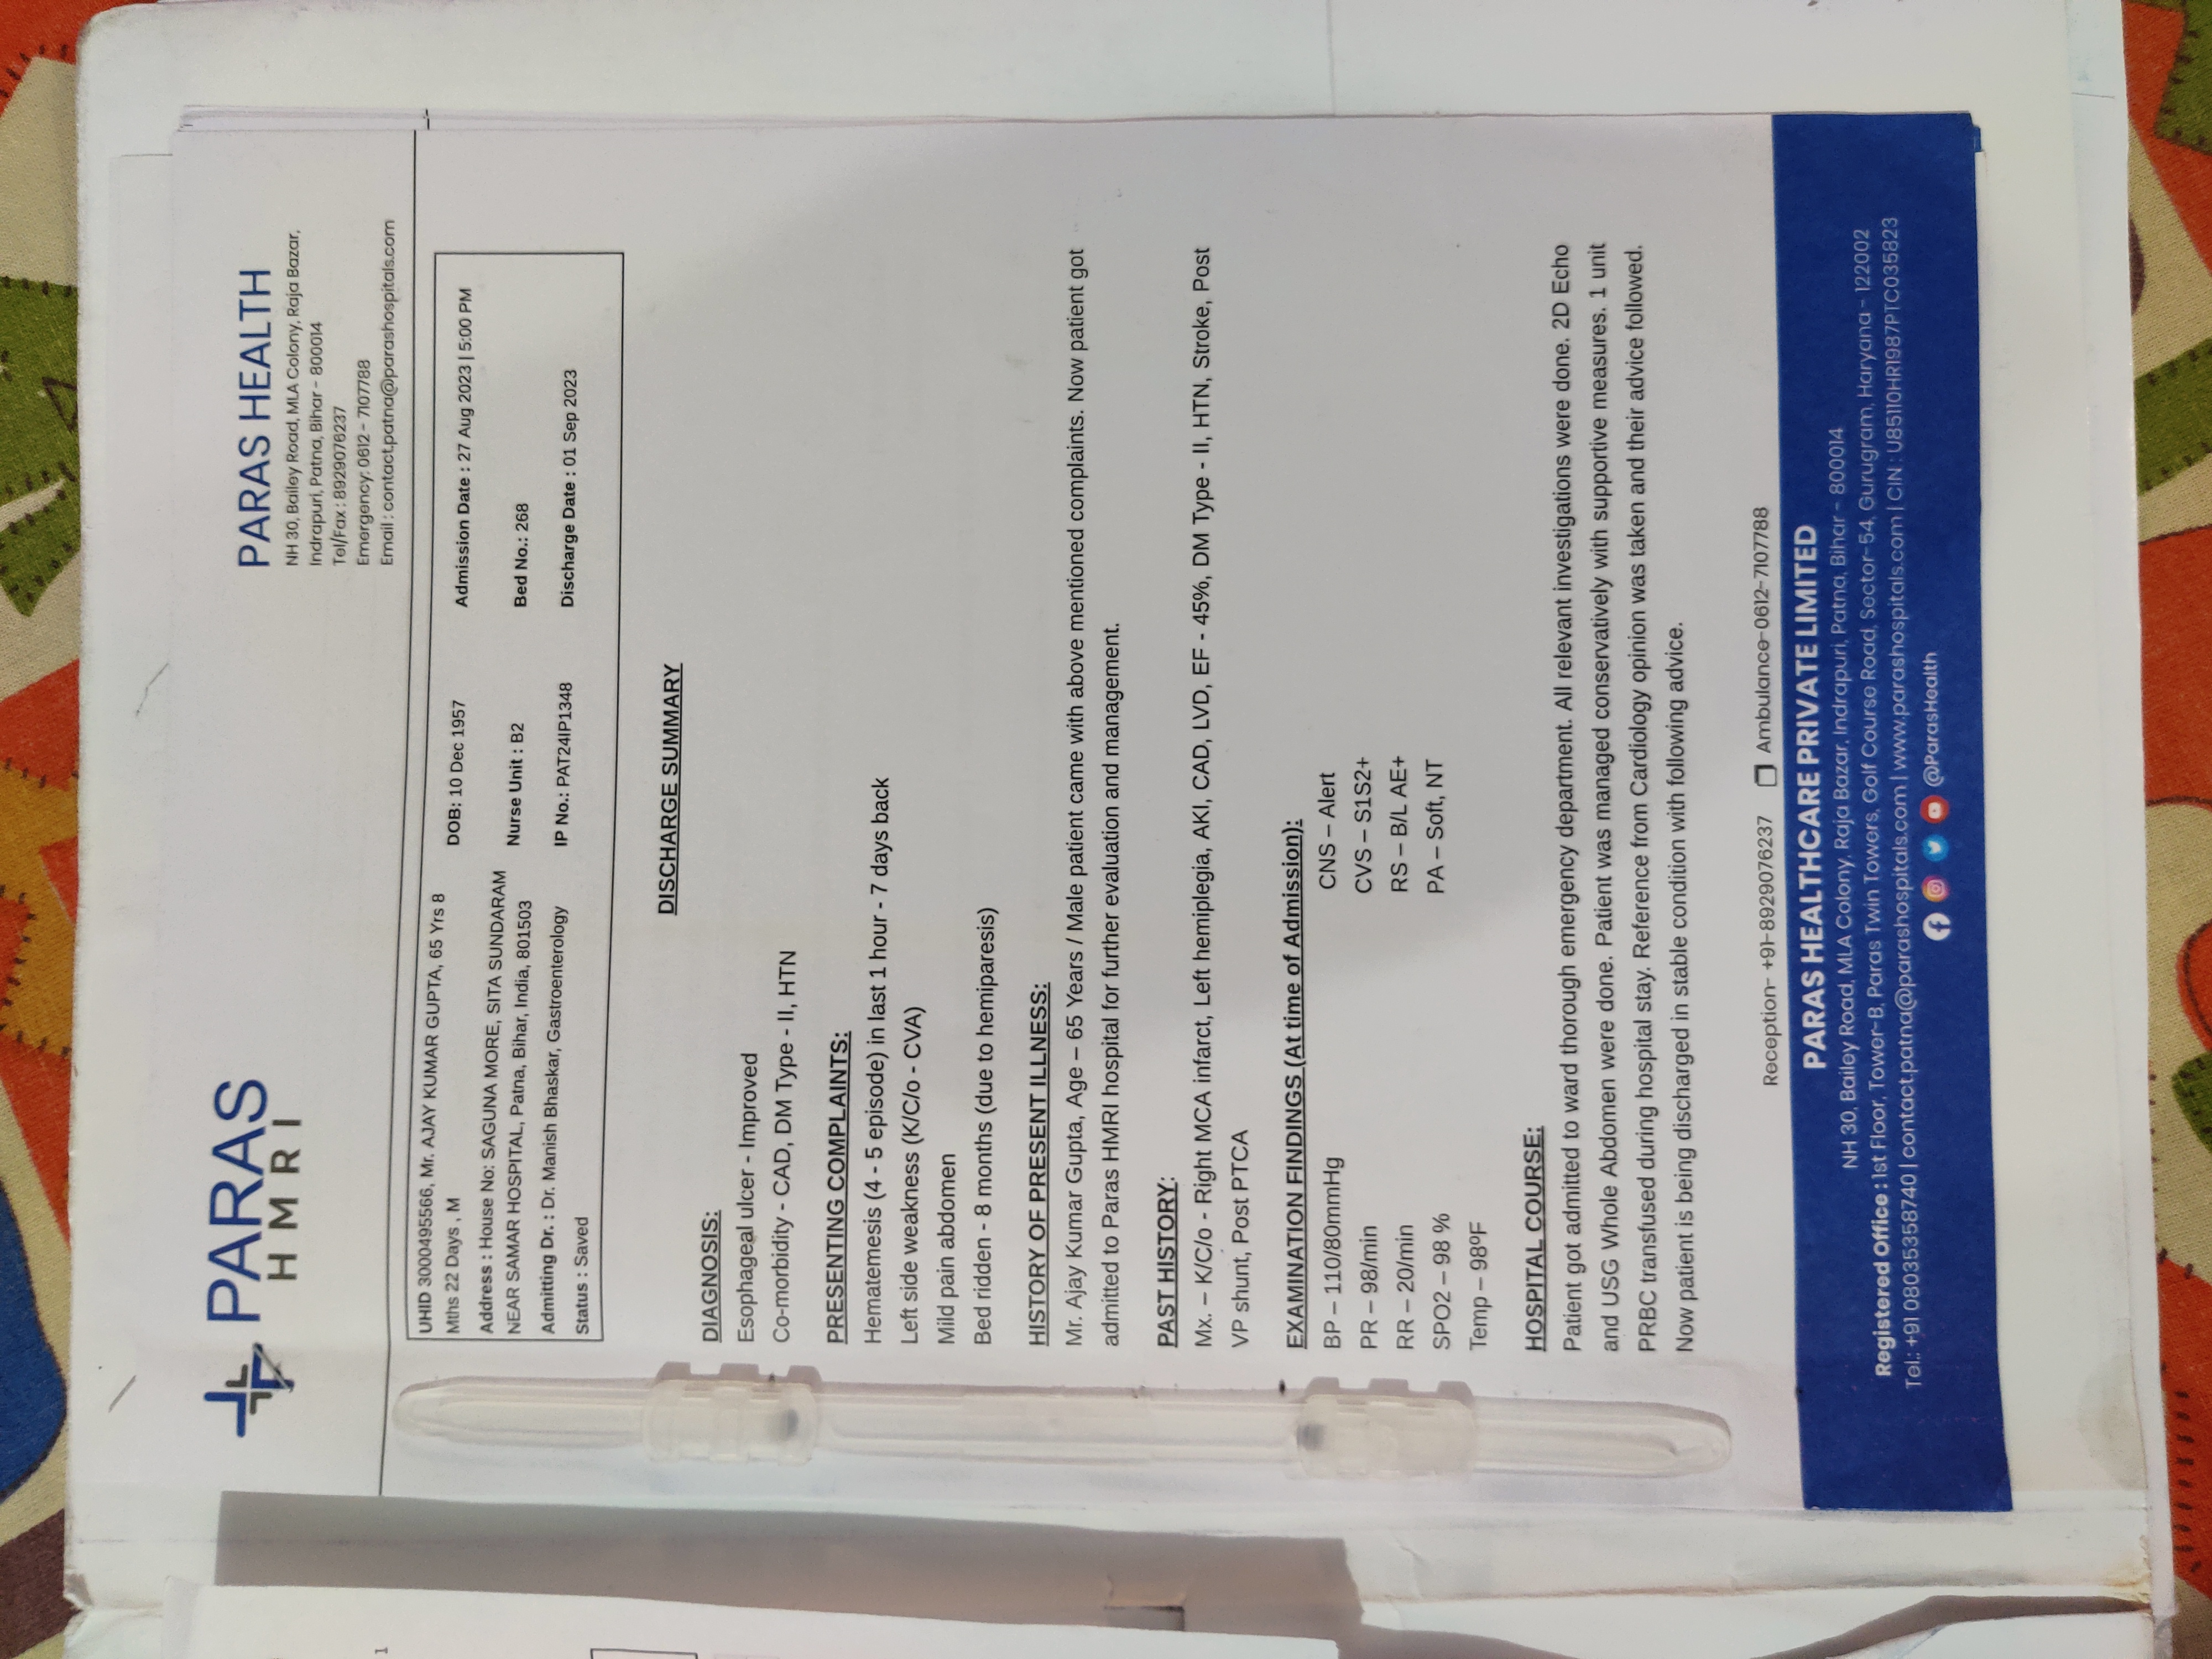 PARAS
HMRI
PARAS HEALTH
NH 30, Bailey Road, MLA Colony, Raja Bazar,
Indrapuri, Patna, Bihar - 800014
Tel/Fax : 8929076237
Emergency: 0612 - 7107788
Email : contact.patna@parashospitals.com
UHID 3000495566, Mr. AJAY KUMAR GUPTA, 65 Yrs 8
Mths 22 Days , M
DOB: 10 Dec 1957
Admission Date : 27 Aug 2023 | 5:00 PM
Address : House No: SAGUNA MORE, SITA SUNDARAM
NEAR SAMAR HOSPITAL, Patna, Bihar, India, 801503
Nurse Unit : B2
Bed No.: 268
Admitting Dr. : Dr. Manish Bhaskar, Gastroenterology
IP No.: PAT24IP1348
Discharge Date : 01 Sep 2023
Status : Saved
DISCHARGE SUMMARY
DIAGNOSIS:
Esophageal ulcer - Improved
Co-morbidity - CAD, DM Type - II, HTN
PRESENTING COMPLAINTS:
Hematemesis (4 - 5 episode) in last 1 hour - 7 days back
Left side weakness (K/C/o - CVA)
Mild pain abdomen
Bed ridden - 8 months (due to hemiparesis)
HISTORY OF PRESENT ILLNESS:
Mr. Ajay Kumar Gupta, Age – 65 Years / Male patient came with above mentioned complaints. Now patient got
admitted to Paras HMRI hospital for further evaluation and management.
PAST HISTORY:
Mx. – K/C/o - Right MCA infarct, Left hemiplegia, AKI, CAD, LVD, EF - 45%, DM Type - II, HTN, Stroke, Post
VP shunt, Post PTCA
EXAMINATION FINDINGS (At time of Admission):
BP – 110/80mmHg CNS – Alert
PR – 98/min CVS – S1S2+
RR – 20/min RS – B/L AE+
SPO2 – 98 % PA – Soft, NT
Temp – 98ºF
HOSPITAL COURSE:
Patient got admitted to ward thorough emergency department. All relevant investigations were done. 2D Echo
and USG Whole Abdomen were done. Patient was managed conservatively with supportive measures. 1 unit
PRBC transfused during hospital stay. Reference from Cardiology opinion was taken and their advice followed.
Now patient is being discharged in stable condition with following advice.
Reception- +91-8929076237 Ambulance-0612-7107788
PARAS HEALTHCARE PRIVATE LIMITED
NH 30, Bailey Road, MLA Colony, Raja Bazar, Indrapuri, Patna, Bihar - 800014
Registered Office : 1st Floor, Tower-B, Paras Twin Towers, Golf Course Road, Sector-54, Gurugram, Haryana - 122002
Tel.: +91 08035358740 | contact.patna@parashospitals.com | www.parashospitals.com | CIN : U85110HR1987PTC035823
@ParasHealth
1